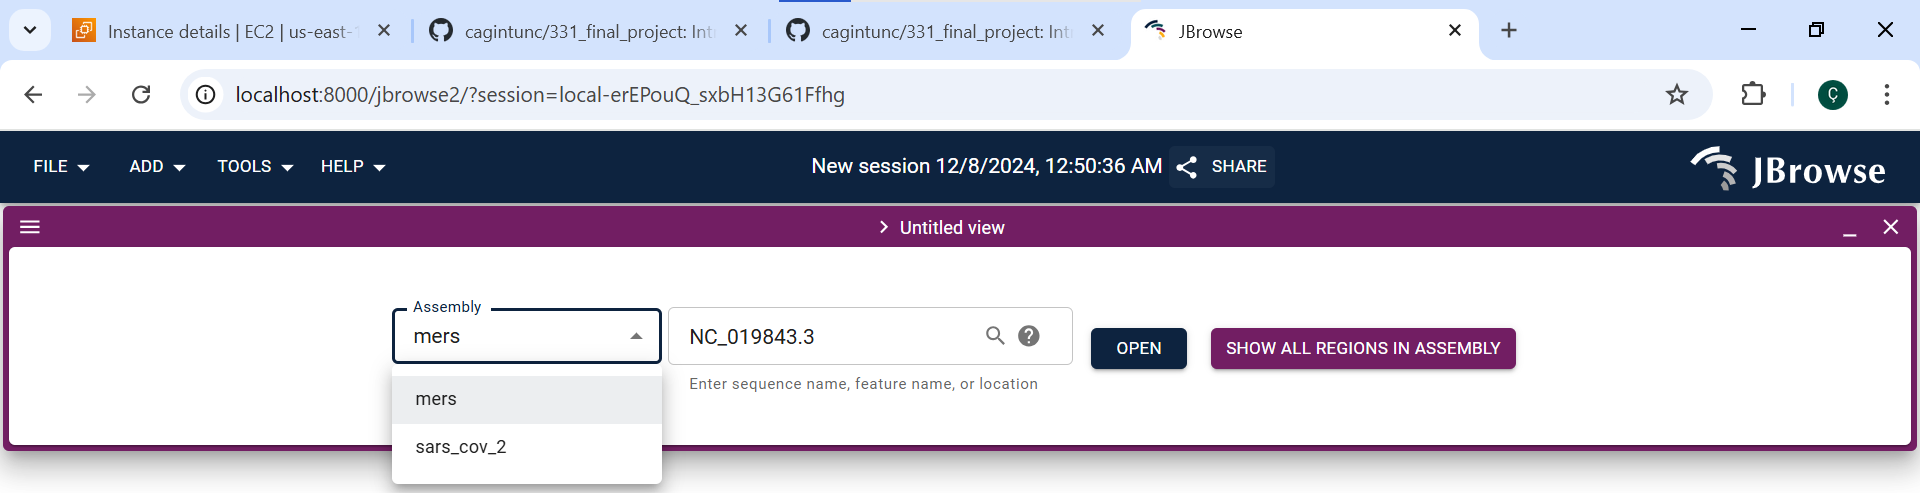 Instance details | EC2 | us-east-1
cagintunc/331_final_project: Int
cagintunc/331_final_project: Int
JBrowse
localhost:8000/jbrowse2/?session=local-erEPouQ_sxbH13G61Ffhg
Ç
FILE
ADD
TOOLS
HELP
New session 12/8/2024, 12:50:36 AM
SHARE
JBrowse
Untitled view
Assembly
mers
NC_019843.3
OPEN
SHOW ALL REGIONS IN ASSEMBLY
Enter sequence name, feature name, or location
mers
sars_cov_2